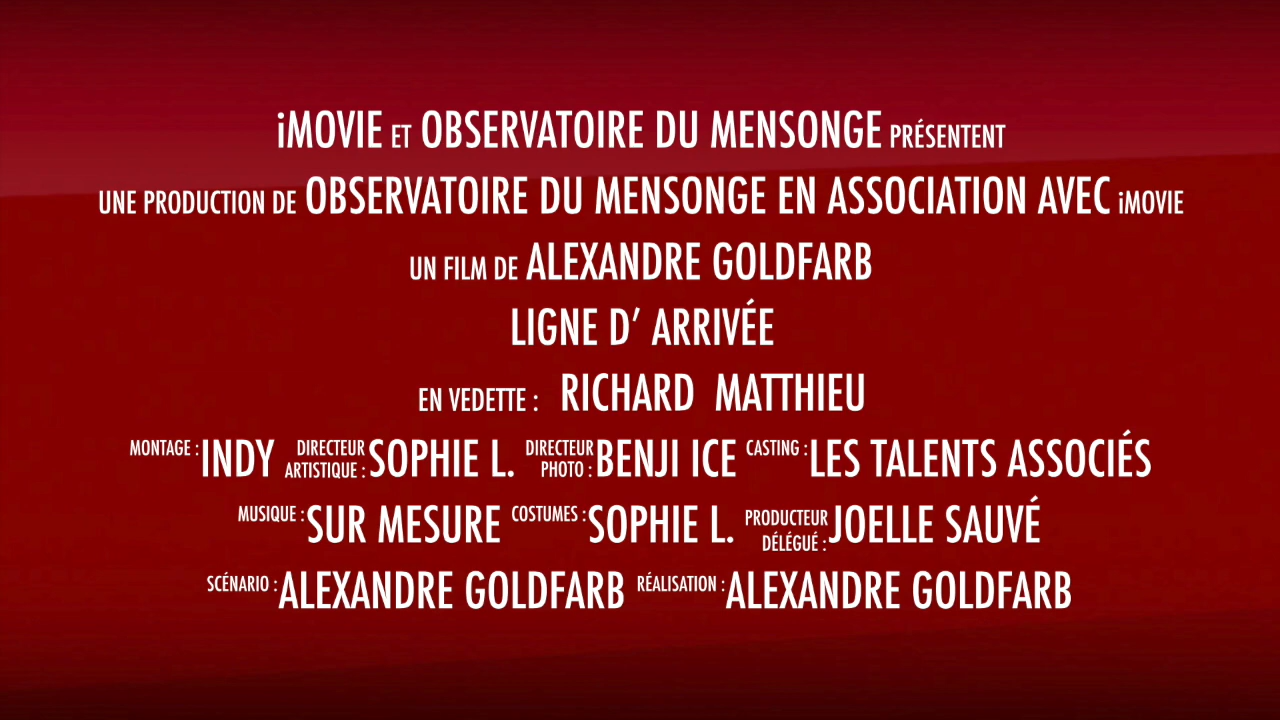 iMOVIE ET OBSERVATOIRE DU MENSONGE PRÉSENTENT
UNE PRODUCTION DE OBSERVATOIRE DU MENSONGE EN ASSOCIATION AVEC iMOVIE
UN FILM DE ALEXANDRE GOLDFARB
LIGNE D’ ARRIVÉE
EN VEDETTE : RICHARD MATTHIEU
MONTAGE : INDY DIRECTEUR ARTISTIQUE : SOPHIE L. DIRECTEUR PHOTO : BENJI ICE CASTING : LES TALENTS ASSOCIÉS
MUSIQUE : SUR MESURE COSTUMES : SOPHIE L. PRODUCTEUR DÉLÉGUÉ : JOELLE SAUVÉ
SCÉNARIO : ALEXANDRE GOLDFARB RÉALISATION : ALEXANDRE GOLDFARB